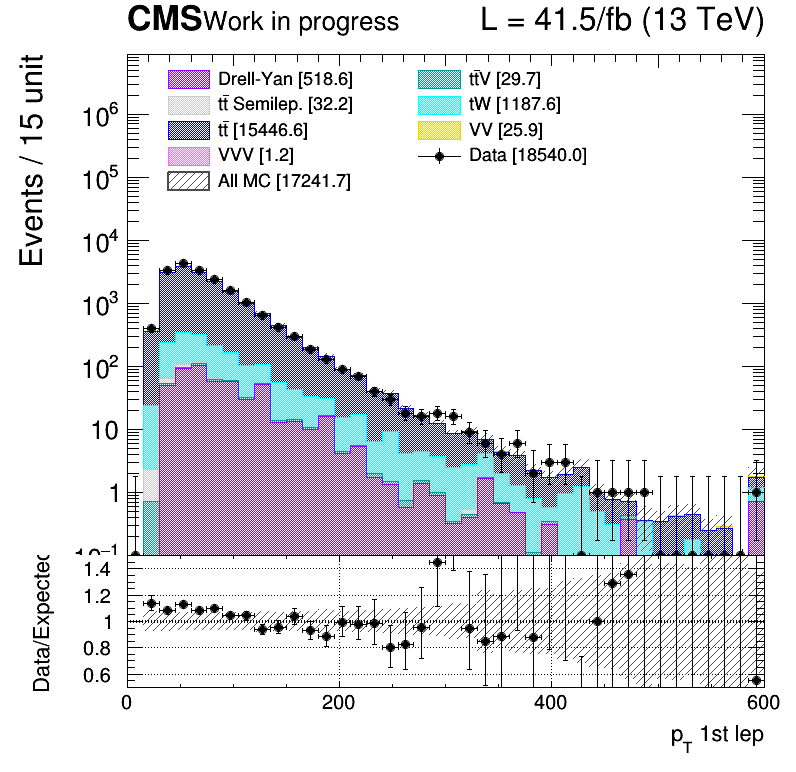 CMS Work in progress L = 41.5/fb (13 TeV)
Events / 15 unit
Drell-Yan [518.6]
tt̄ Semilep. [32.2]
tt̄ [15446.6]
VVV [1.2]
All MC [17241.7]
tt̄V [29.7]
tW [1187.6]
VV [25.9]
Data [18540.0]
10⁶
10⁵
10⁴
10³
10²
10
1
10⁻¹
Data/Expected
1.4
1.2
1
0.8
0.6
0 200 400 600
p_T 1st lep